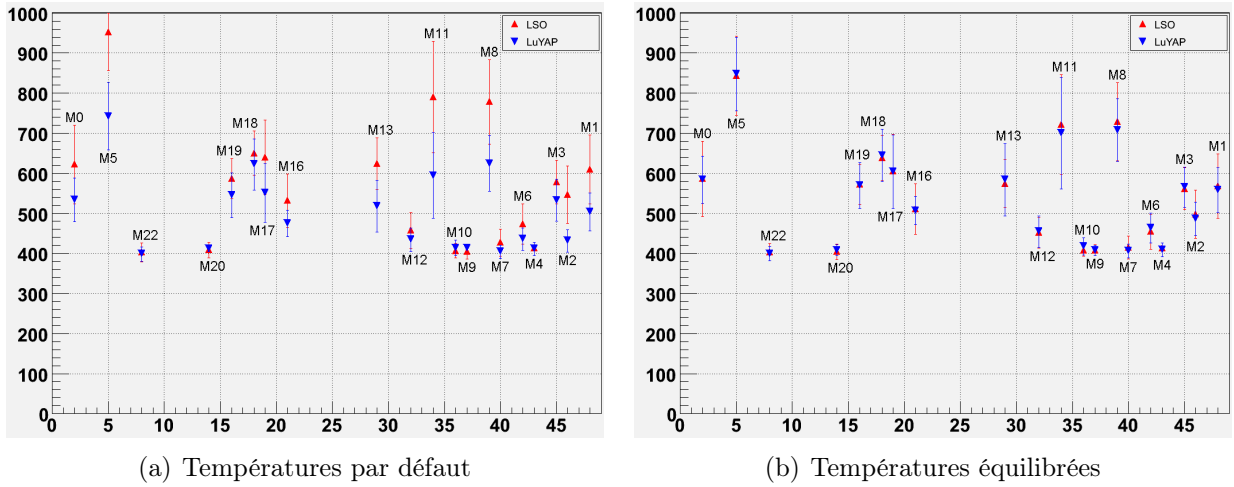 1000
900
800
700
600
500
400
300
200
100
0
0 5 10 15 20 25 30 35 40 45
LSO
LuYAP
M0
M5
M22
M20
M19
M18
M17
M16
M13
M12
M11
M10
M9
M8
M7
M6
M4
M3
M2
M1
(a) Températures par défaut
1000
900
800
700
600
500
400
300
200
100
0
0 5 10 15 20 25 30 35 40 45
LSO
LuYAP
M0
M5
M22
M20
M19
M18
M17
M16
M13
M12
M11
M10
M9
M8
M7
M6
M4
M3
M2
M1
(b) Températures équilibrées